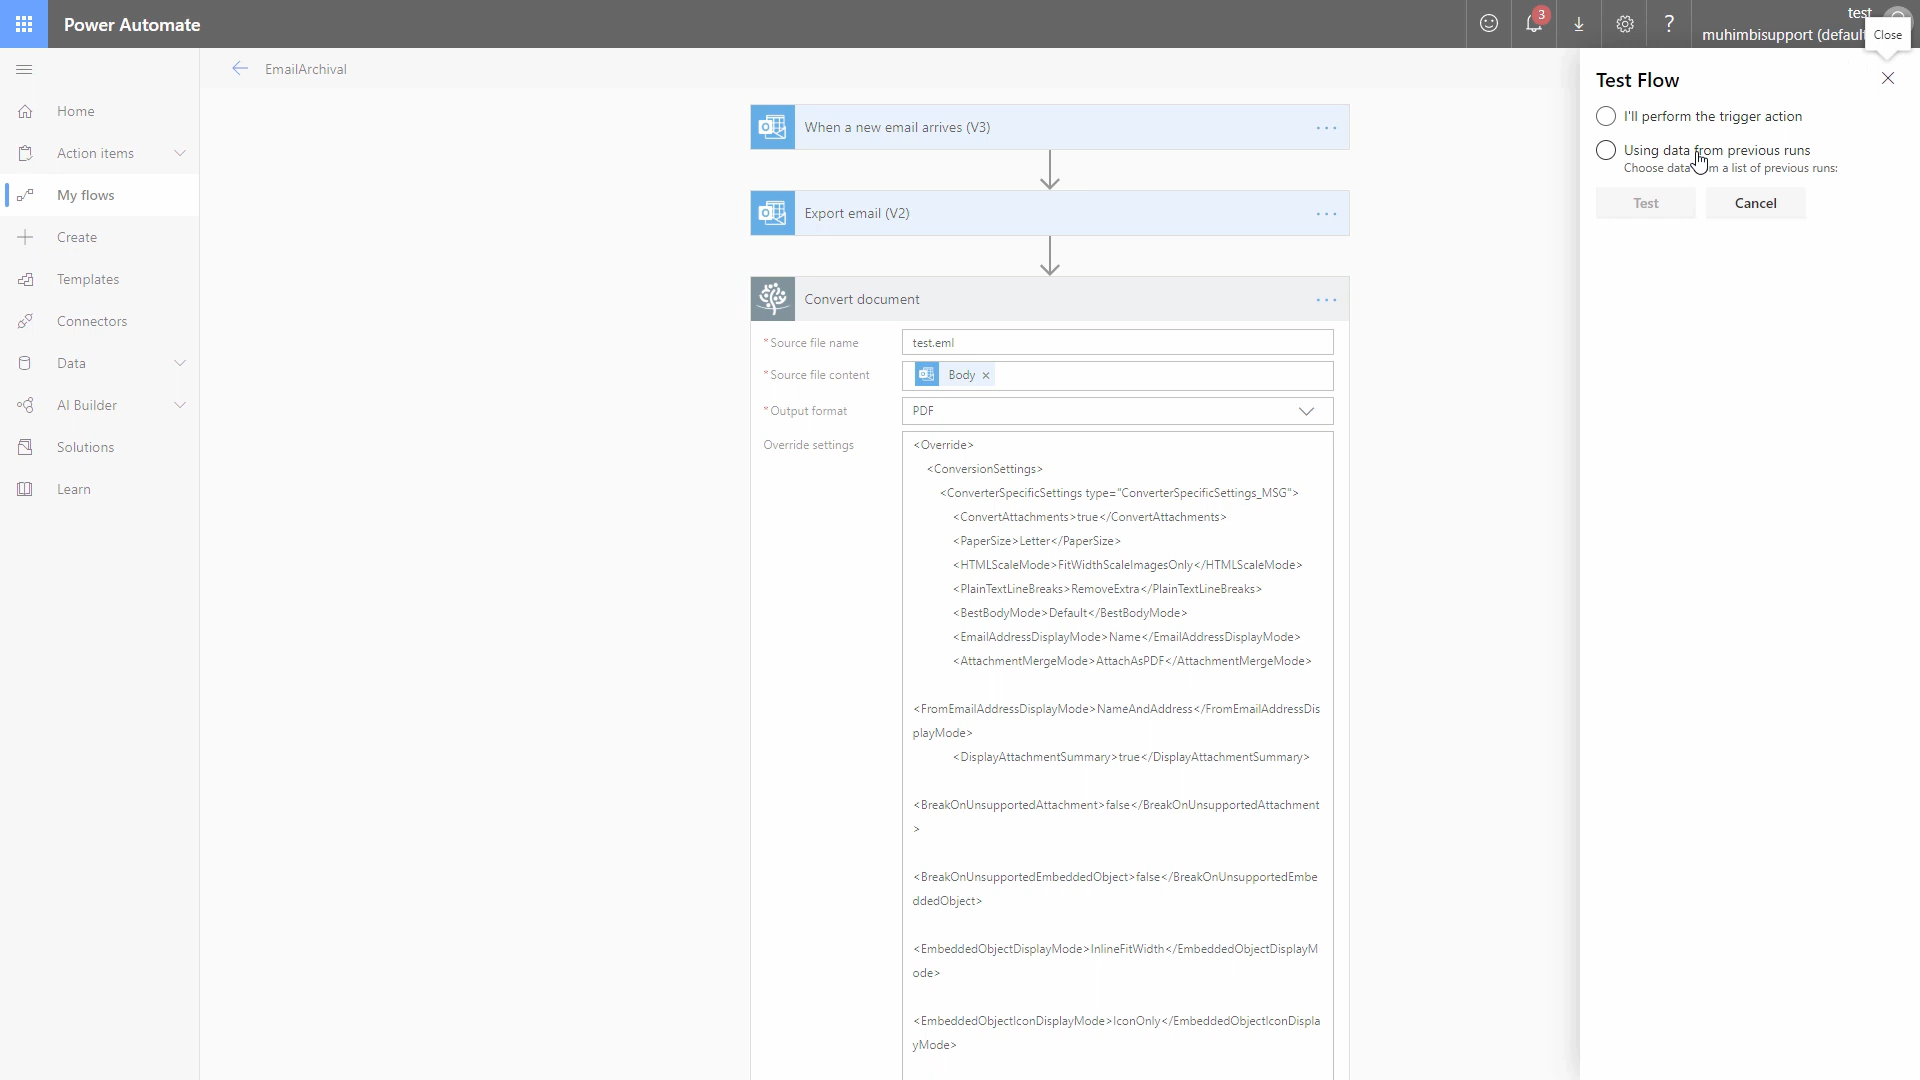 Power Automate
3
?
test
muhimbisupport (default
Close
EmailArchival
Home
Action items
My flows
Create
Templates
Connectors
Data
AI Builder
Solutions
Learn
When a new email arrives (V3)
Export email (V2)
Convert document
* Source file name
test.eml
* Source file content
Body ×
* Output format
PDF
Override settings
<Override>
<ConversionSettings>
<ConverterSpecificSettings type="ConverterSpecificSettings_MSG">
<ConvertAttachments>true</ConvertAttachments>
<PaperSize>Letter</PaperSize>
<HTMLScaleMode>FitWidthScaleImagesOnly</HTMLScaleMode>
<PlainTextLineBreaks>RemoveExtra</PlainTextLineBreaks>
<BestBodyMode>Default</BestBodyMode>
<EmailAddressDisplayMode>Name</EmailAddressDisplayMode>
<AttachmentMergeMode>AttachAsPDF</AttachmentMergeMode>
<FromEmailAddressDisplayMode>NameAndAddress</FromEmailAddressDis
playMode>
<DisplayAttachmentSummary>true</DisplayAttachmentSummary>
<BreakOnUnsupportedAttachment>false</BreakOnUnsupportedAttachment
>
<BreakOnUnsupportedEmbeddedObject>false</BreakOnUnsupportedEmbe
ddedObject>
<EmbeddedObjectDisplayMode>InlineFitWidth</EmbeddedObjectDisplayM
ode>
<EmbeddedObjectIconDisplayMode>IconOnly</EmbeddedObjectIconDispla
yMode>
Test Flow
I'll perform the trigger action
Using data from previous runs
Choose data m a list of previous runs:
Test
Cancel